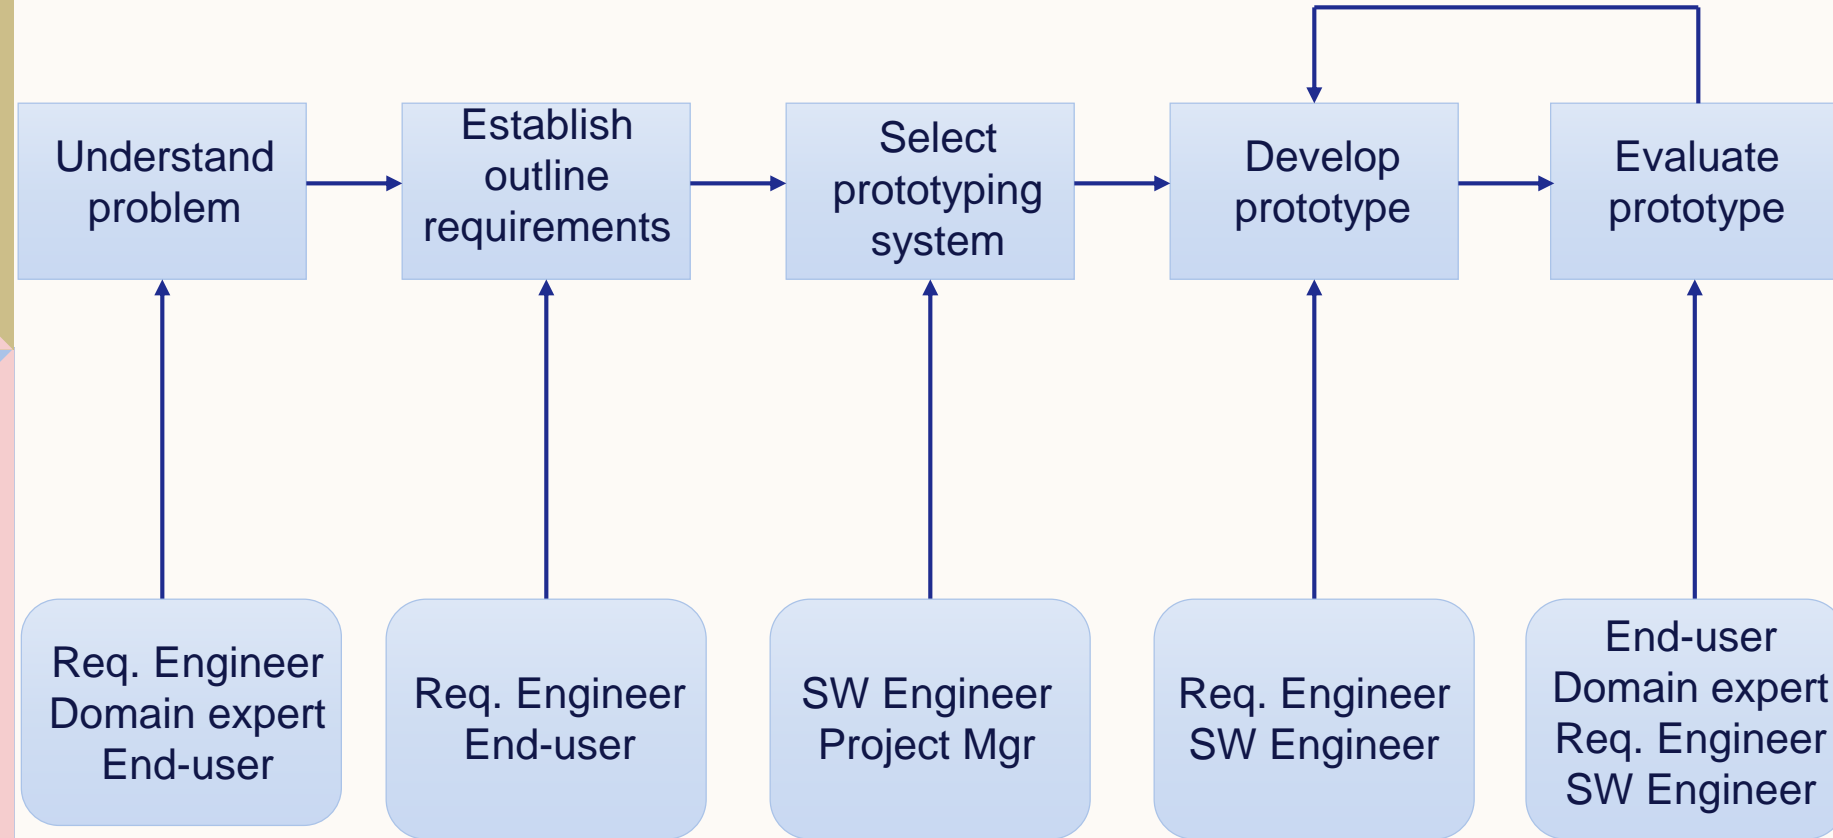 Understand
problem
Establish
outline
requirements
Select
prototyping
system
Develop
prototype
Evaluate
prototype
Req. Engineer
Domain expert
End-user
Req. Engineer
End-user
SW Engineer
Project Mgr
Req. Engineer
SW Engineer
End-user
Domain expert
Req. Engineer
SW Engineer